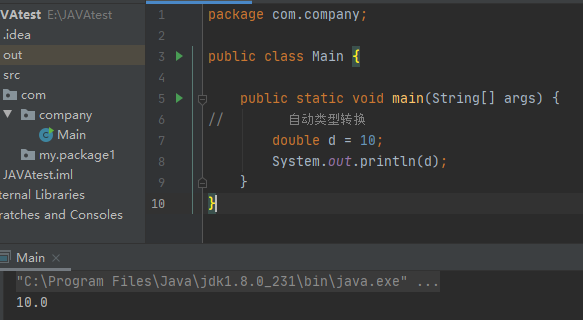 VAtest E:\JAVAtest
.idea
out
src
com
company
Main
my.package1
JAVAtest.iml
ternal Libraries
ratches and Consoles
1 package com.company;
2
3 public class Main {
4
5 public static void main(String[] args) {
6 // 自动类型转换
7 double d = 10;
8 System.out.println(d);
9 }
10 }
Main ×
"C:\Program Files\Java\jdk1.8.0_231\bin\java.exe" ...
10.0